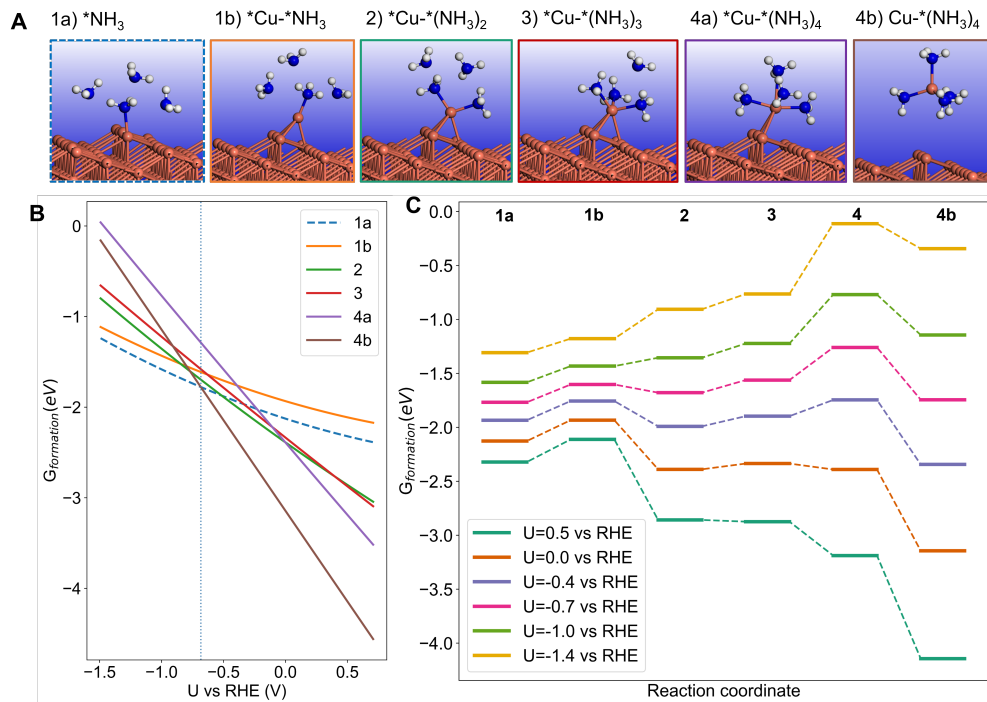 A
1a) *NH₃
1b) *Cu-*NH₃
2) *Cu-*(NH₃)₂
3) *Cu-*(NH₃)₃
4a) *Cu-*(NH₃)₄
4b) Cu-*(NH₃)₄
B
0
−1
−2
−3
−4
G_formation(eV)
−1.5 −1.0 −0.5 0.0 0.5
U vs RHE (V)
1a
1b
2
3
4a
4b
C
1a 1b 2 3 4 4b
0.0
−0.5
−1.0
−1.5
−2.0
−2.5
−3.0
−3.5
−4.0
G_formation(eV)
U=0.5 vs RHE
U=0.0 vs RHE
U=-0.4 vs RHE
U=-0.7 vs RHE
U=-1.0 vs RHE
U=-1.4 vs RHE
Reaction coordinate